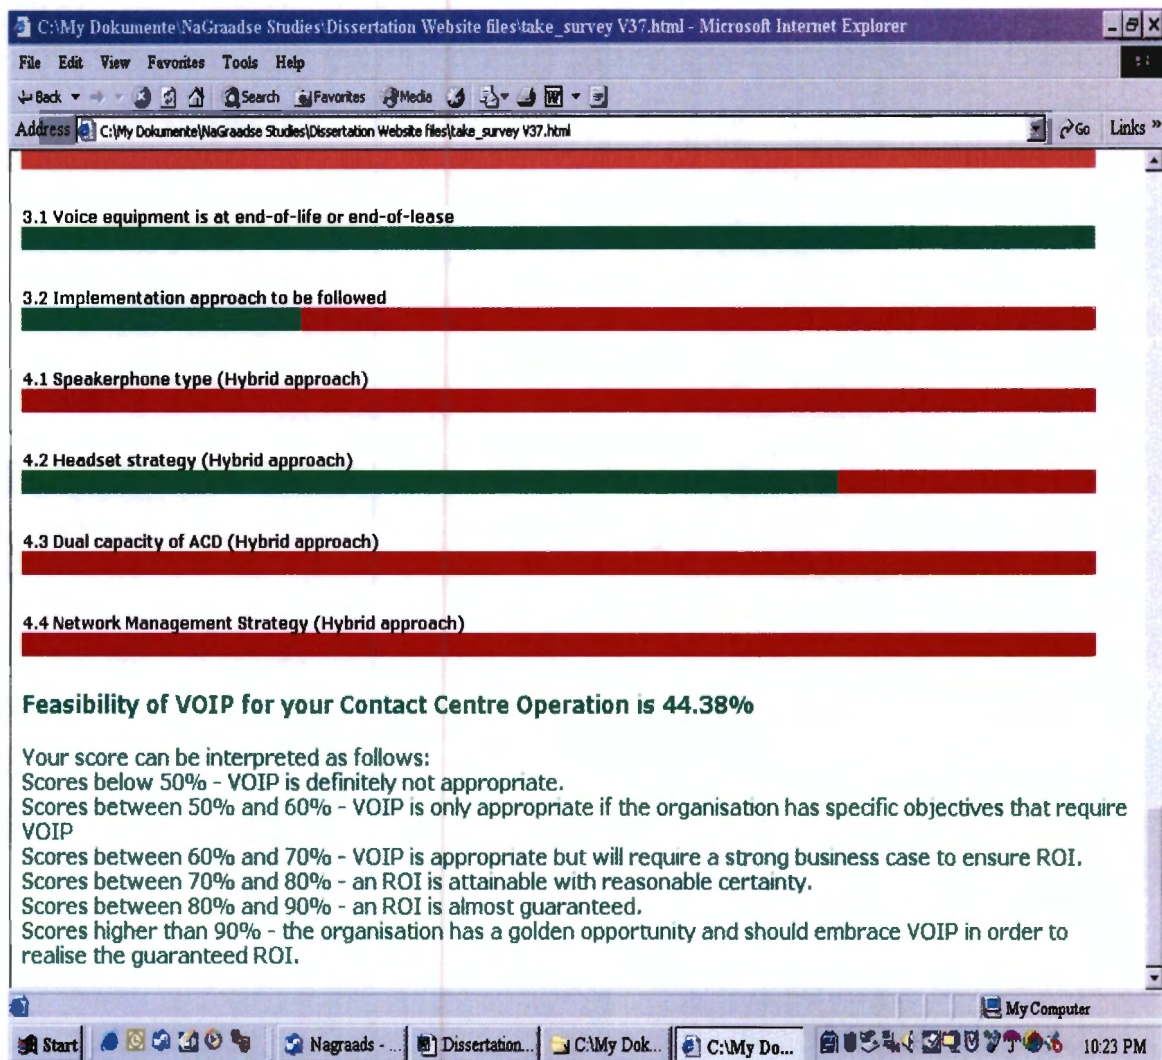 C:\My Dokumente\NaGraadse Studies\Dissertation Website files\take_survey V37.html - Microsoft Internet Explorer
File Edit View Favorites Tools Help
Back Search Favorites Media
Address C:\My Dokumente\NaGraadse Studies\Dissertation Website files\take_survey V37.html Go Links »
3.1 Voice equipment is at end-of-life or end-of-lease
3.2 Implementation approach to be followed
4.1 Speakerphone type (Hybrid approach)
4.2 Headset strategy (Hybrid approach)
4.3 Dual capacity of ACD (Hybrid approach)
4.4 Network Management Strategy (Hybrid approach)
Feasibility of VOIP for your Contact Centre Operation is 44.38%
Your score can be interpreted as follows:
Scores below 50% - VOIP is definitely not appropriate.
Scores between 50% and 60% - VOIP is only appropriate if the organisation has specific objectives that require
VOIP
Scores between 60% and 70% - VOIP is appropriate but will require a strong business case to ensure ROI.
Scores between 70% and 80% - an ROI is attainable with reasonable certainty.
Scores between 80% and 90% - an ROI is almost guaranteed.
Scores higher than 90% - the organisation has a golden opportunity and should embrace VOIP in order to
realise the guaranteed ROI.
My Computer
Start Nagraads - ... Dissertation... C:\My Dok... C:\My Do... 10:23 PM